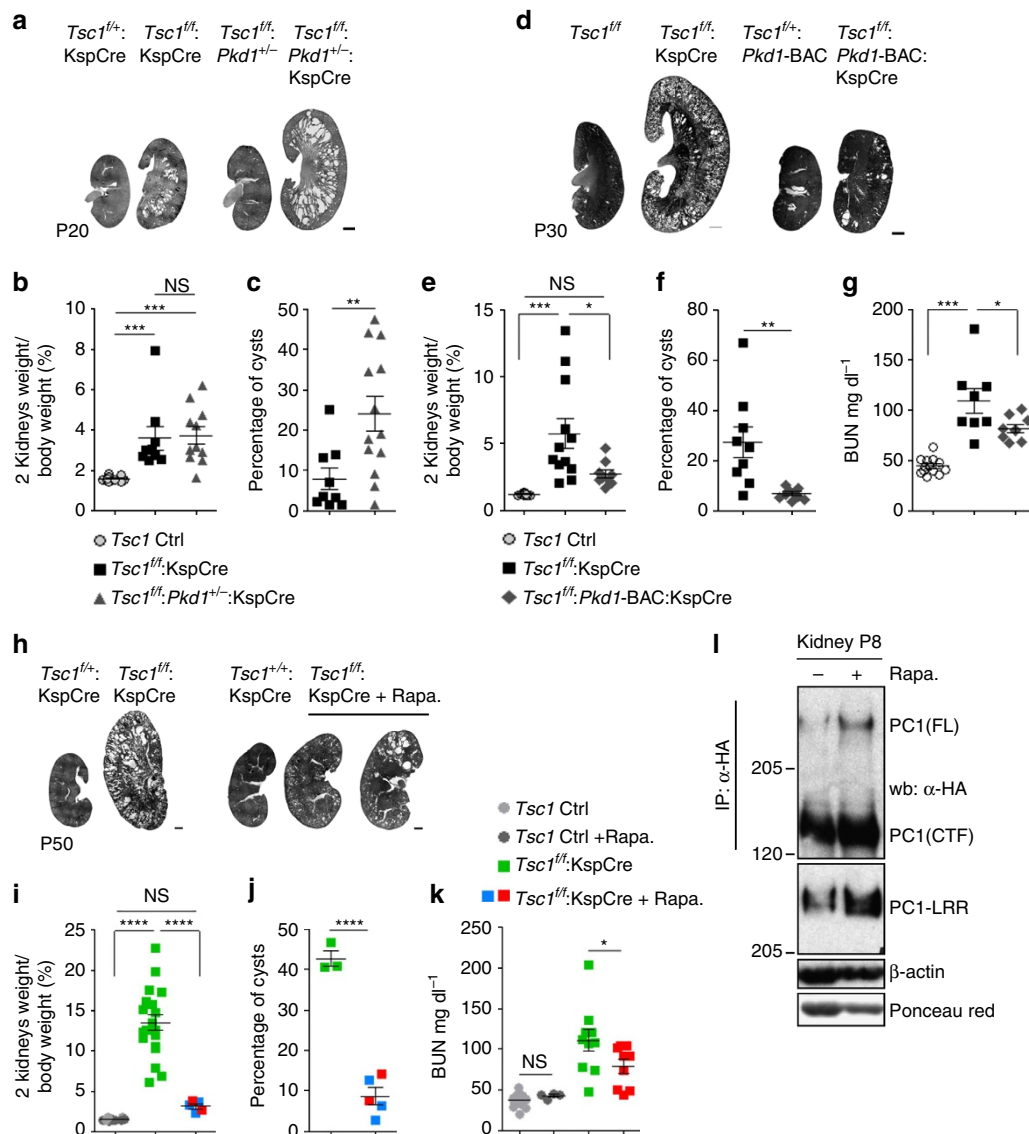 a
Tsc1f/+: Tsc1f/f: Tsc1f/f: Tsc1f/f:
KspCre KspCre Pkd1+/− Pkd1+/−:
KspCre
P20
d
Tsc1f/f Tsc1f/f: Tsc1f/+: Tsc1f/f:
KspCre Pkd1-BAC Pkd1-BAC:
KspCre
P30
b
2 Kidneys weight/
body weight (%)
10
8
6
4
2
0
NS
***
***
c
Percentage of cysts
50
40
30
20
10
0
**
Tsc1 Ctrl
Tsc1f/f:KspCre
Tsc1f/f:Pkd1+/−:KspCre
e
2 Kidneys weight/
body weight (%)
15
10
5
0
NS
*** *
f
Percentage of cysts
80
60
40
20
0
**
g
BUN mg dl−1
200
150
100
50
0
*** *
Tsc1 Ctrl
Tsc1f/f:KspCre
Tsc1f/f:Pkd1-BAC:KspCre
h
Tsc1f/+: Tsc1f/f: Tsc1+/+: Tsc1f/f:
KspCre KspCre KspCre KspCre + Rapa.
P50
Tsc1 Ctrl
Tsc1 Ctrl +Rapa.
Tsc1f/f:KspCre
Tsc1f/f:KspCre + Rapa.
i
2 kidneys weight/
body weight (%)
25
20
15
10
5
0
NS
**** ****
j
Percentage of cysts
50
40
30
20
10
0
****
k
BUN mg dl−1
250
200
150
100
50
0
NS
*
l
Kidney P8
− + Rapa.
IP: α-HA
PC1(FL)
205
wb: α-HA
PC1(CTF)
120
PC1-LRR
205
β-actin
Ponceau red